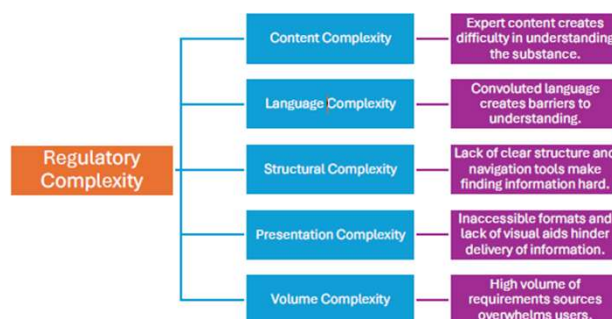 Regulatory
Complexity
Content Complexity
Expert content creates
difficulty in understanding
the substance.
Language Complexity
Convoluted language
creates barriers to
understanding.
Structural Complexity
Lack of clear structure and
navigation tools make
finding information hard.
Presentation Complexity
Inaccessible formats and
lack of visual aids hinder
delivery of information.
Volume Complexity
High volume of
requirements sources
overwhelms users.